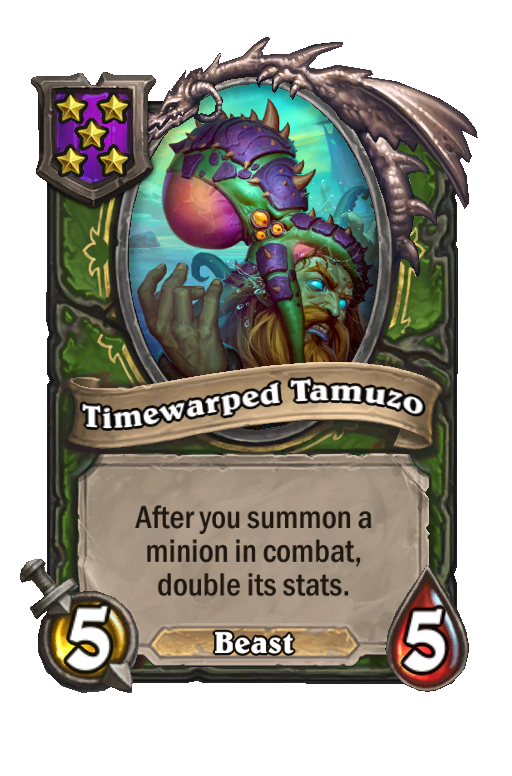 Timewarped Tamuzo
After you summon a
minion in combat,
double its stats.
5
Beast
5